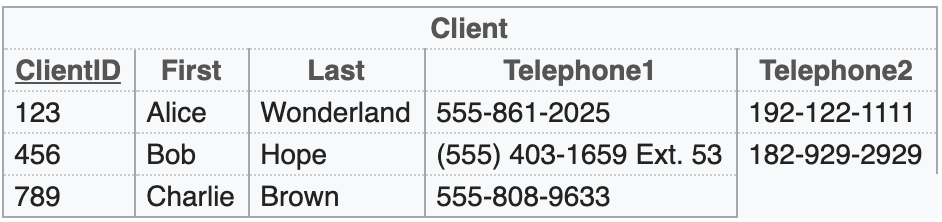 Client
ClientID First Last Telephone1 Telephone2
123 Alice Wonderland 555-861-2025 192-122-1111
456 Bob Hope (555) 403-1659 Ext. 53 182-929-2929
789 Charlie Brown 555-808-9633